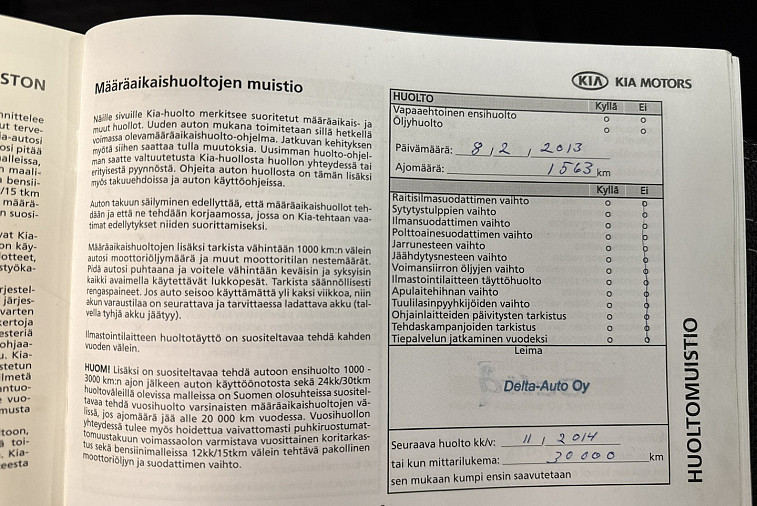 STON
nnittelee
ut terve-
la-autosi
osi pitää
alleissa,
n maali-
a bensii-
/15 tkm
määrä-
n suosi-
vat Kia-
on käy-
lotteet,
styöka-
rjestel-
järjes-
varten
kertoja
esteriä
ohjaa-
u. Kia-
stetun
ilmetä
antuo-
e vuo-
musta
toon,
ä toi-
. Kia-
eesta
Määräaikaishuoltojen muistio
Näille sivuille Kia-huolto merkitsee suoritetut määräaikais- ja
muut huollot. Uuden auton mukana toimitetaan sillä hetkellä
voimassa olevamääräaikaishuolto-ohjelma. Jatkuvan kehityksen
myötä siihen saattaa tulla muutoksia. Uusimman huolto-ohjel-
man saatte valtuutetusta Kia-huollosta huollon yhteydessä tai
erityisestä pyynnöstä. Ohjeita auton huollosta on tämän lisäksi
myös takuuehdoissa ja auton käyttöohjeissa.
Auton takuun säilyminen edellyttää, että määräaikaishuollot teh-
dään ja että ne tehdään korjaamossa, jossa on Kia-tehtaan vaa-
timat edellytykset niiden suorittamiseksi.
Määräaikaishuoltojen lisäksi tarkista vähintään 1000 km:n välein
autosi moottoriöljymäärä ja muut moottoritilan nestemäärät.
Pidä autosi puhtaana ja voitele vähintään keväisin ja syksyisin
kaikki avaimella käytettävät lukkopesät. Tarkista säännöllisesti
rengaspaineet. Jos auto seisoo käyttämättä yli kaksi viikkoa, niin
akun varaustilaa on seurattava ja tarvittaessa ladattava akku (tal-
vella tyhjä akku jäätyy).
Ilmastointilaitteen huoltotäyttö on suositeltavaa tehdä kahden
vuoden välein.
HUOM! Lisäksi on suositeltavaa tehdä autoon ensihuolto 1000 -
3000 km:n ajon jälkeen auton käyttöönotosta sekä 24kk/30tkm
huoltoväleillä olevissa malleissa on Suomen olosuhteissa suositel-
tavaa tehdä vuosihuolto varsinaisten määräaikaishuoltojen vä-
lissä, jos ajomäärä jää alle 20 000 km vuodessa. Vuosihuollon
yhteydessä tulee myös hoidettua vaivattomasti puhkiruostumat-
tomuustakuun voimassaolon varmistava vuosittainen koritarkas-
tus sekä bensiinimalleissa 12kk/15tkm välein tehtävä pakollinen
moottoriöljyn ja suodattimen vaihto.
KIA KIA MOTORS
HUOLTO Kyllä Ei
Vapaaehtoinen ensihuolto
Öljyhuolto
Päivämäärä: 8, 2, 2013
Ajomäärä: 1563 km
Kyllä Ei
Raitisilmasuodattimen vaihto
Sytytystulppien vaihto
Ilmansuodattimen vaihto
Polttoainesuodattimen vaihto
Jarrunesteen vaihto
Jäähdytysnesteen vaihto
Voimansiirron öljyjen vaihto
Ilmastointilaitteen täyttöhuolto
Apulaitehihnan vaihto
Tuulilasinpyyhkijöiden vaihto
Ohjainlaitteiden päivitysten tarkistus
Tehdaskampanjoiden tarkistus
Tiepalvelun jatkaminen vuodeksi
Leima
Delta-Auto Oy
Seuraava huolto kk/v: 11, 2014
tai kun mittarilukema: 30000 km
sen mukaan kumpi ensin saavutetaan
HUOLTOMUISTIO